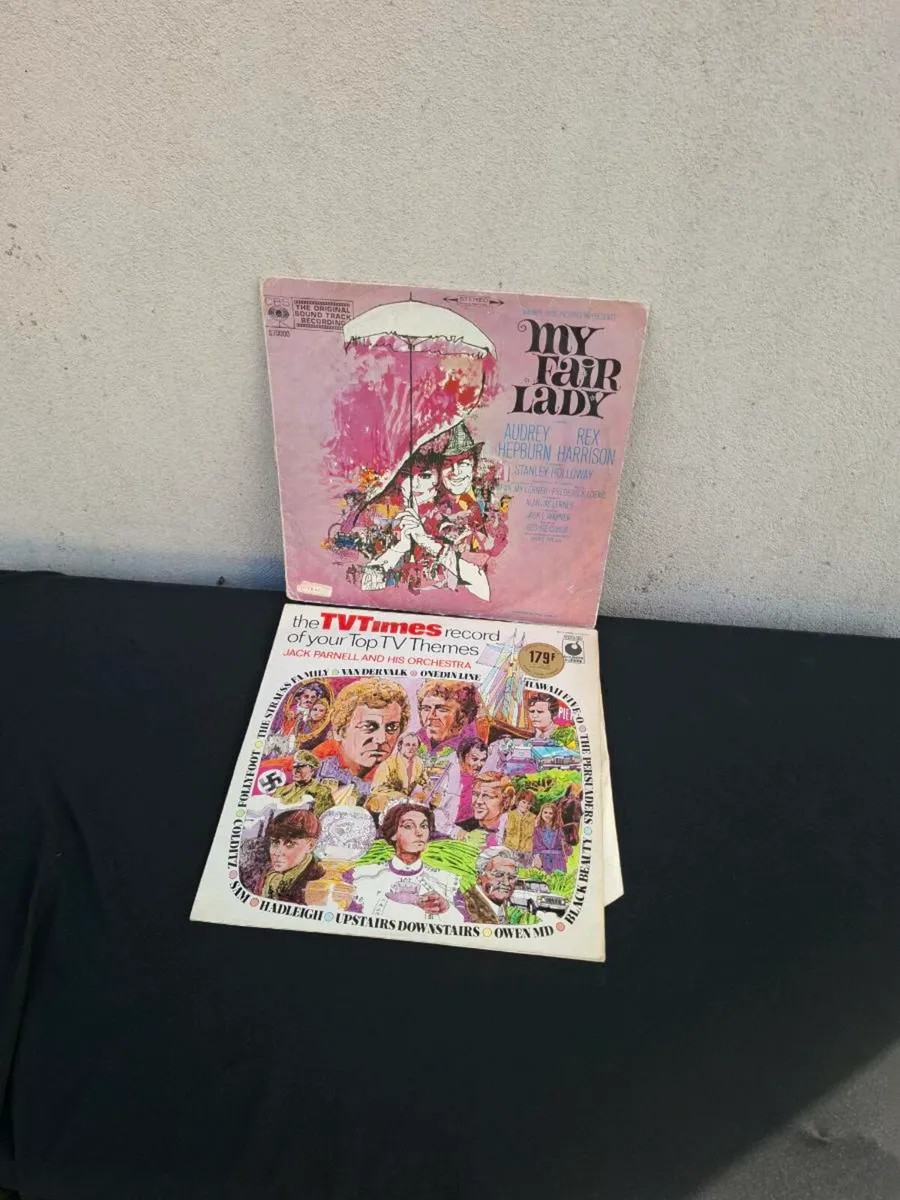 CBS
THE ORIGINAL
SOUND TRACK
RECORDING
S70000
STEREO
MY
FAIR
LADY
AUDREY
HEPBURN
REX
HARRISON
STANLEY HOLLOWAY
the TVTimes record
of your Top TV Themes
JACK PARNELL AND HIS ORCHESTRA
179F
COLDITZ FOLLYFOOT THE STRAUSS FAMILY VAN DER VALK ONEDIN LINE HAWAII FIVE-O THE PERSUADERS BLACK BEAUTY
SAM HADLEIGH UPSTAIRS DOWNSTAIRS OWEN MD